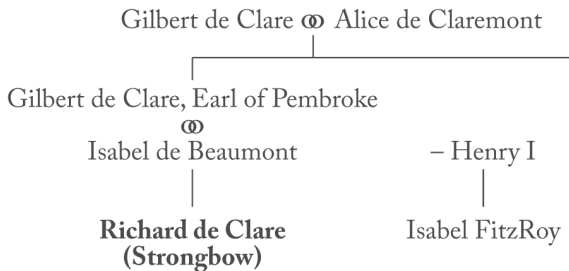 Gilbert de Clare ⚭ Alice de Claremont
Gilbert de Clare, Earl of Pembroke
⚭
Isabel de Beaumont – Henry I
Richard de Clare Isabel FitzRoy
(Strongbow)